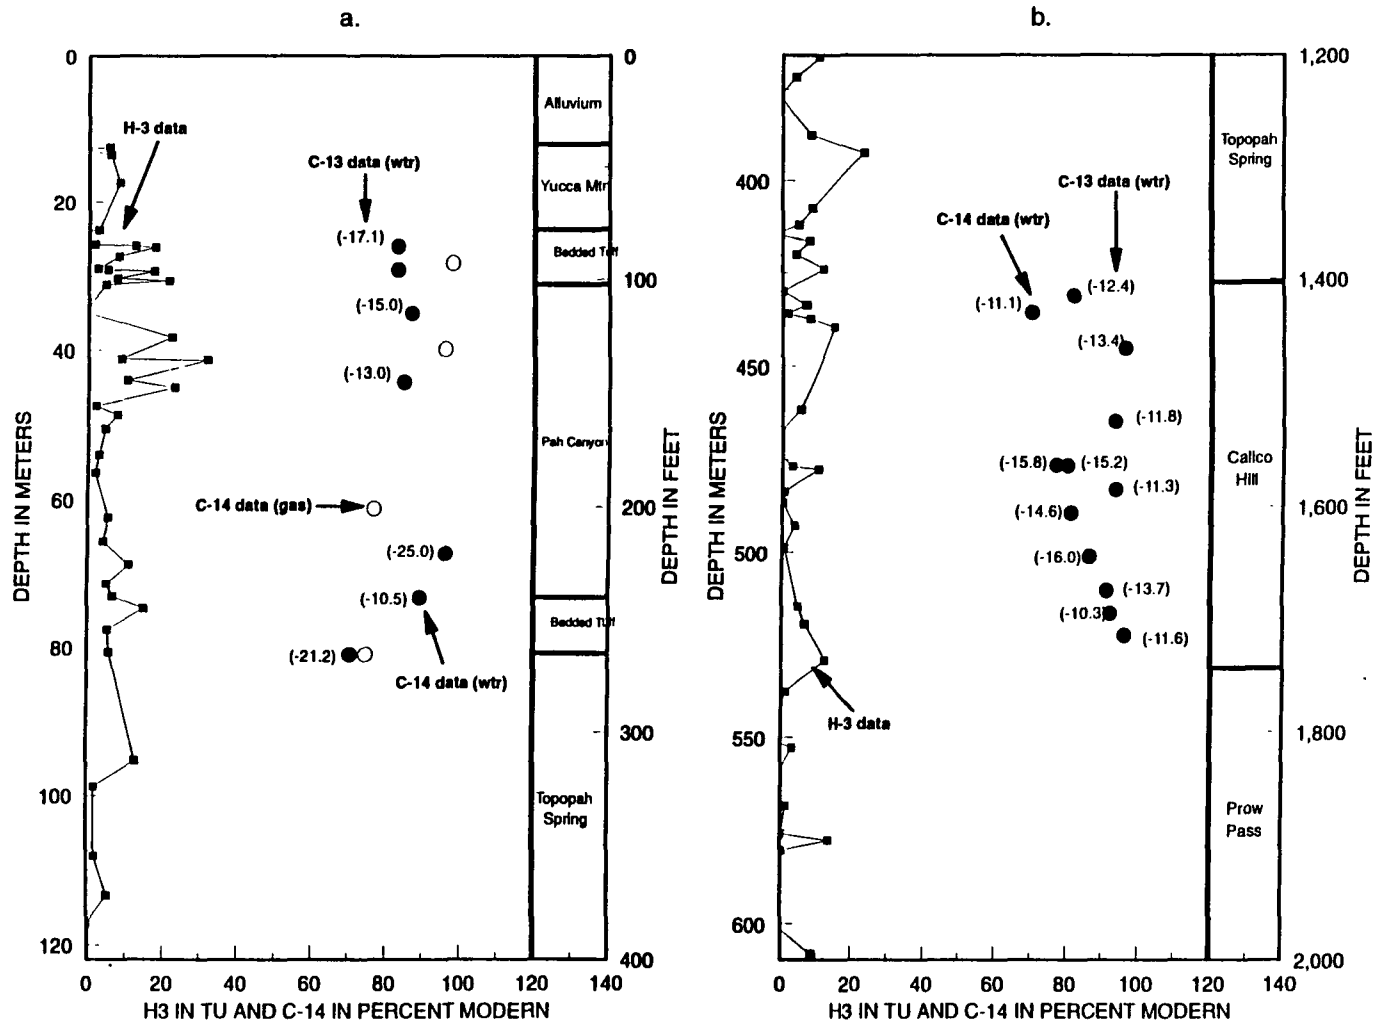 a.
0
20
40
60
80
100
120
DEPTH IN METERS
H-3 data
C-13 data (wtr)
(-17.1)
(-15.0)
(-13.0)
C-14 data (gas)
(-25.0)
(-10.5)
(-21.2)
C-14 data (wtr)
Alluvium
Yucca Mtn
Bedded Tuff
Pah Canyon
Bedded Tuff
Topopah
Spring
0
100
200
300
400
DEPTH IN FEET
0 20 40 60 80 100 120 140
H3 IN TU AND C-14 IN PERCENT MODERN
b.
400
450
500
550
600
DEPTH IN METERS
C-13 data (wtr)
C-14 data (wtr)
(-12.4)
(-11.1)
(-13.4)
(-11.8)
(-15.8) (-15.2)
(-11.3)
(-14.6)
(-16.0)
(-13.7)
(-10.3)
(-11.6)
H-3 data
Topopah
Spring
Calico
Hill
Prow
Pass
1,200
1,400
1,600
1,800
2,000
DEPTH IN FEET
0 20 40 60 80 100 120 140
H3 IN TU AND C-14 IN PERCENT MODERN